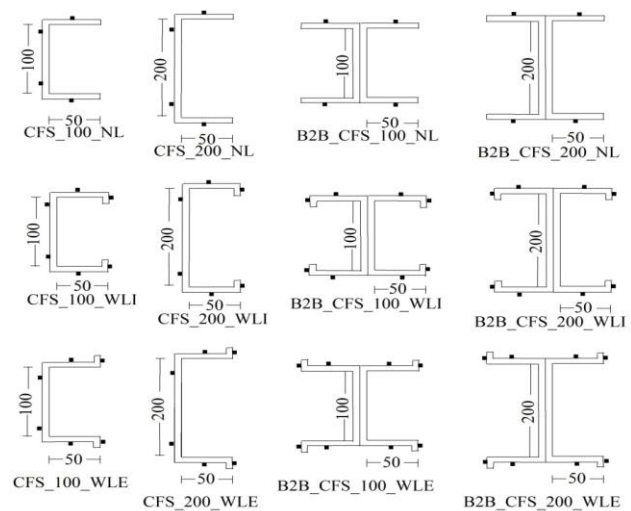 100
50
CFS_100_NL
200
50
CFS_200_NL
100
50
B2B_CFS_100_NL
200
50
B2B_CFS_200_NL
100
50
CFS_100_WLI
200
50
CFS_200_WLI
100
50
B2B_CFS_100_WLI
200
50
B2B_CFS_200_WLI
100
50
CFS_100_WLE
200
50
CFS_200_WLE
100
50
B2B_CFS_100_WLE
200
50
B2B_CFS_200_WLE